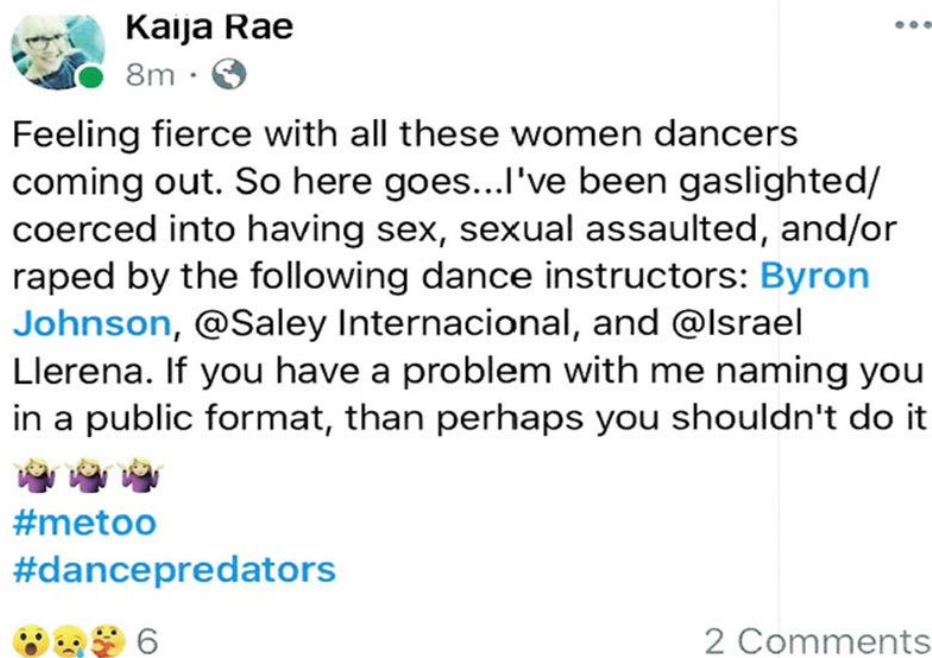 Kaija Rae
8m ·
Feeling fierce with all these women dancers
coming out. So here goes...I've been gaslighted/
coerced into having sex, sexual assaulted, and/or
raped by the following dance instructors: Byron
Johnson, @Saley Internacional, and @Israel
Llerena. If you have a problem with me naming you
in a public format, than perhaps you shouldn't do it
🤷🏼‍♀️🤷🏼‍♀️🤷🏼‍♀️
#metoo
#dancepredators
6 2 Comments